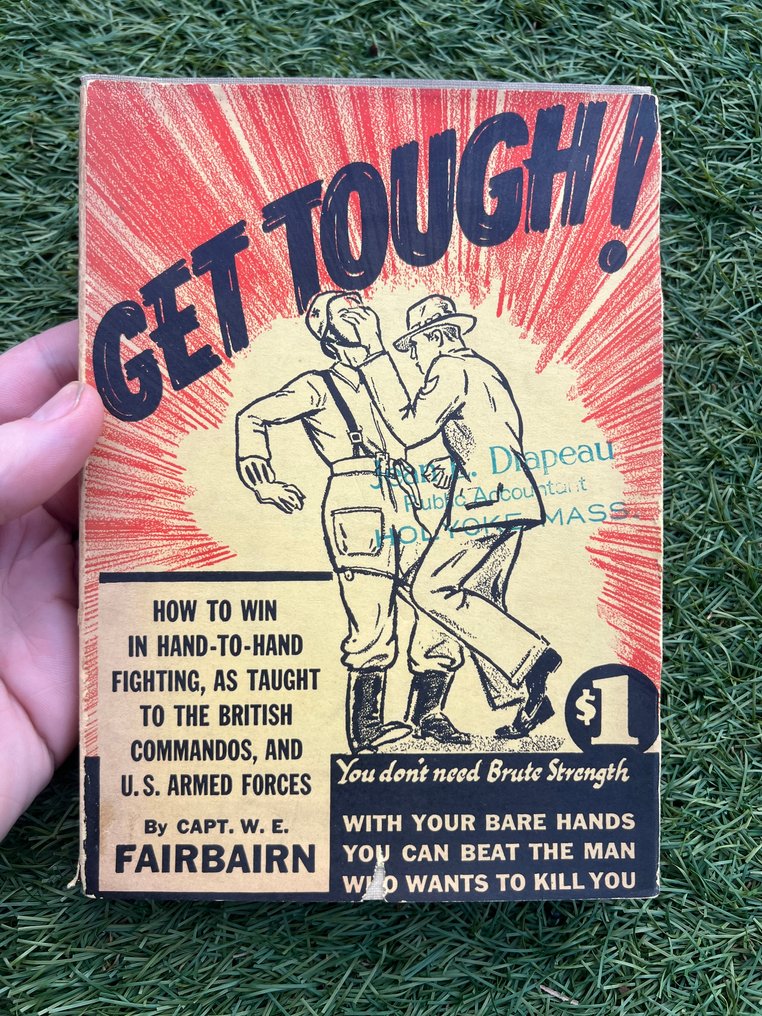 GET TOUGH!
Jean R. Drapeau
Public Accountant
HOLYOKE MASS.
HOW TO WIN
IN HAND-TO-HAND
FIGHTING, AS TAUGHT
TO THE BRITISH
COMMANDOS, AND
U.S. ARMED FORCES
By CAPT. W. E.
FAIRBAIRN
$1
You don't need Brute Strength
WITH YOUR BARE HANDS
YOU CAN BEAT THE MAN
WHO WANTS TO KILL YOU